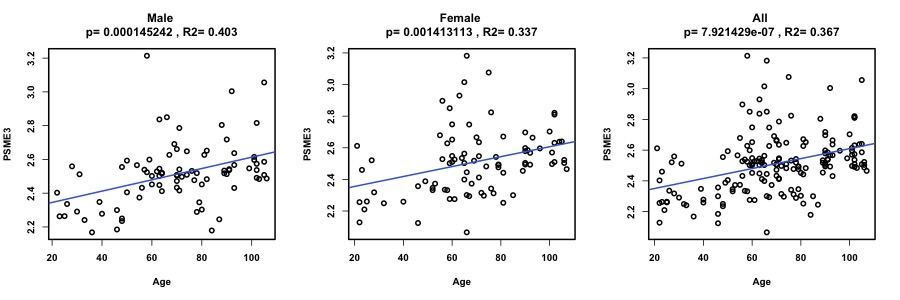 Male
p= 0.000145242 , R2= 0.403
PSME3
3.2
3.0
2.8
2.6
2.4
2.2
20 40 60 80 100
Age
Female
p= 0.001413113 , R2= 0.337
PSME3
3.2
3.0
2.8
2.6
2.4
2.2
20 40 60 80 100
Age
All
p= 7.921429e-07 , R2= 0.367
PSME3
3.2
3.0
2.8
2.6
2.4
2.2
20 40 60 80 100
Age